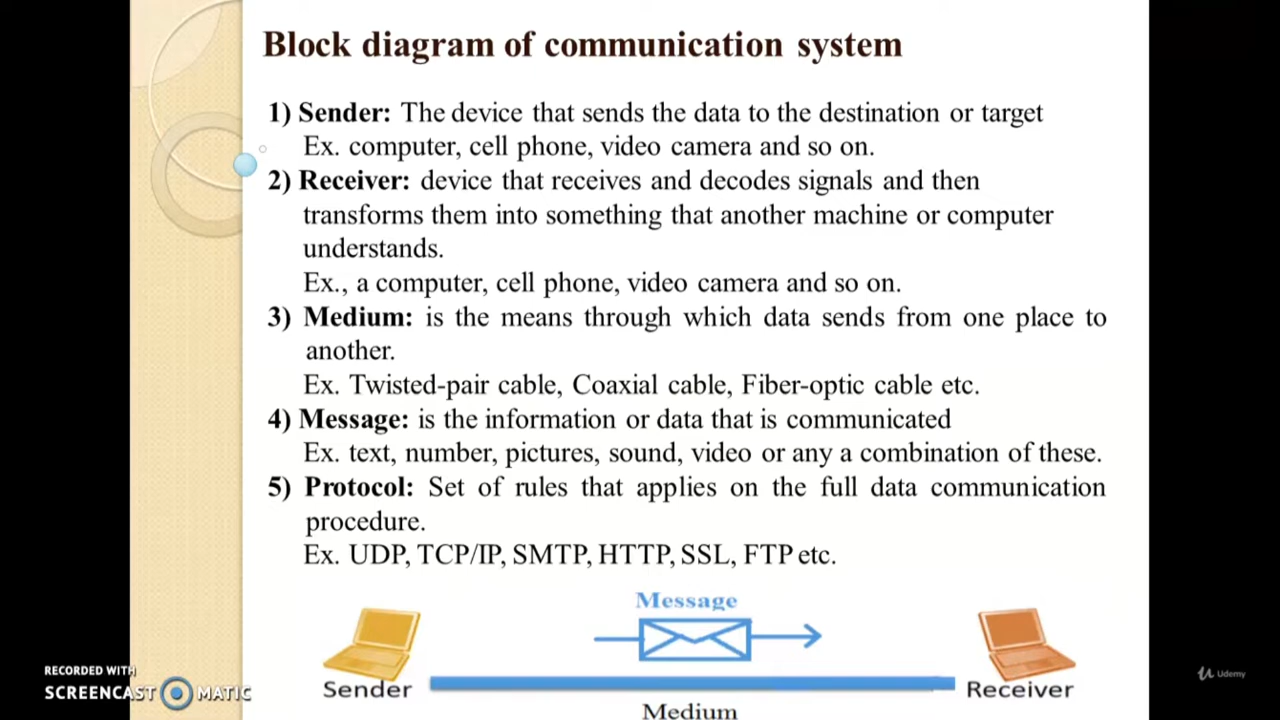 Block diagram of communication system
1) Sender: The device that sends the data to the destination or target
Ex. computer, cell phone, video camera and so on.
2) Receiver: device that receives and decodes signals and then
transforms them into something that another machine or computer
understands.
Ex., a computer, cell phone, video camera and so on.
3) Medium: is the means through which data sends from one place to
another.
Ex. Twisted-pair cable, Coaxial cable, Fiber-optic cable etc.
4) Message: is the information or data that is communicated
Ex. text, number, pictures, sound, video or any a combination of these.
5) Protocol: Set of rules that applies on the full data communication
procedure.
Ex. UDP, TCP/IP, SMTP, HTTP, SSL, FTP etc.
Message
Sender
Receiver
Medium
RECORDED WITH
SCREENCAST MATIC
Udemy